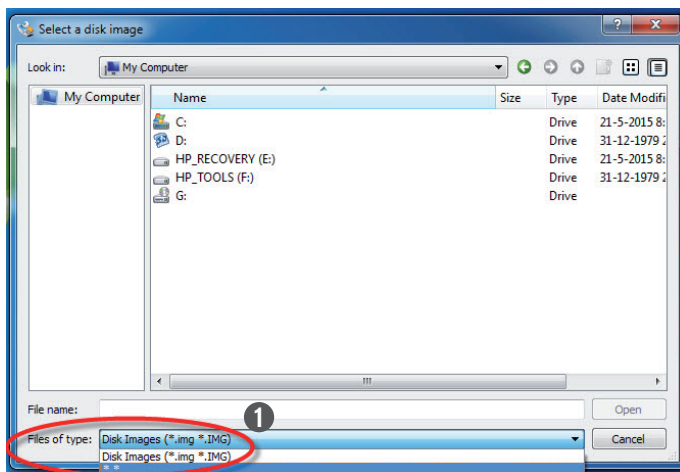 Select a disk image
Look in: My Computer
My Computer
Name Size Type Date Modifi
C: Drive 21-5-2015 8:
D: Drive 31-12-1979 2
HP_RECOVERY (E:) Drive 21-5-2015 8:
HP_TOOLS (F:) Drive 31-12-1979 2
G: Drive
File name: Open
1
Files of type: Disk Images (*.img *.IMG) Cancel
Disk Images (*.img *.IMG)
*.*